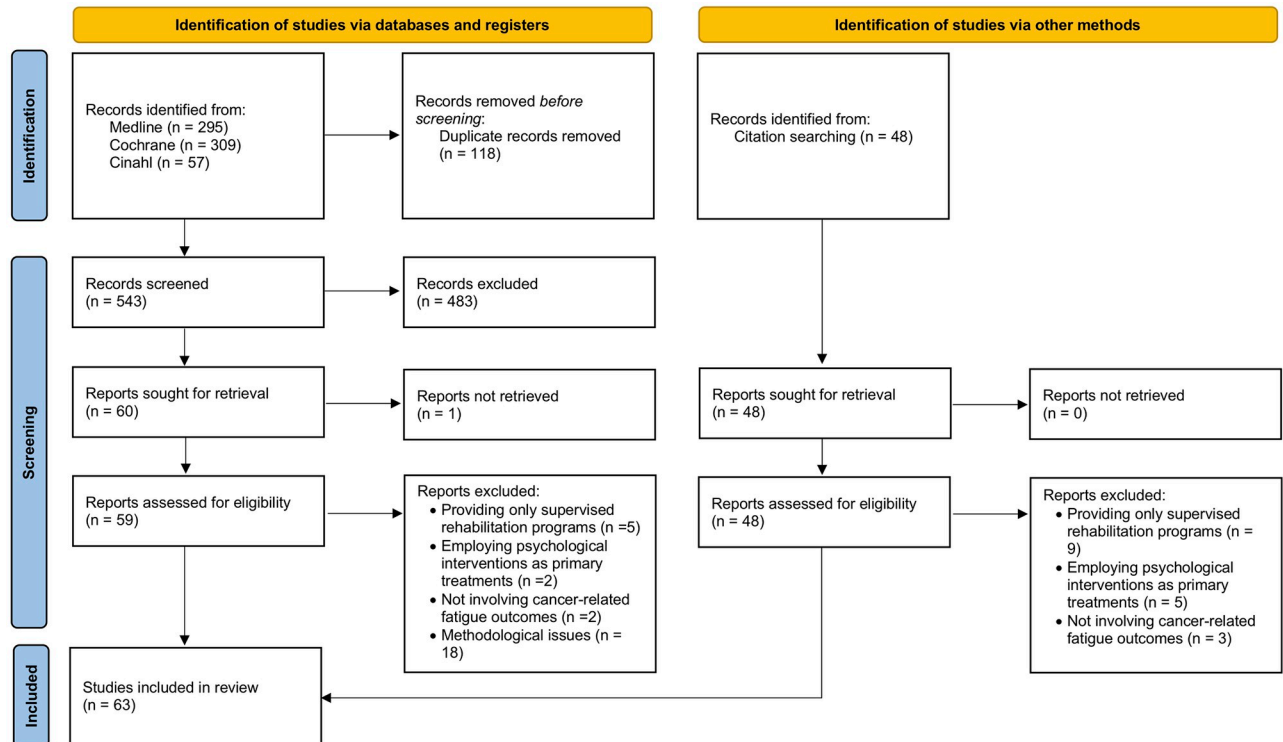 Identification of studies via databases and registers
Identification of studies via other methods
Identification
Records identified from:
Medline (n = 295)
Cochrane (n = 309)
Cinahl (n = 57)
Records removed before
screening:
Duplicate records removed
(n = 118)
Records identified from:
Citation searching (n = 48)
Screening
Records screened
(n = 543)
Records excluded
(n = 483)
Reports sought for retrieval
(n = 60)
Reports not retrieved
(n = 1)
Reports sought for retrieval
(n = 48)
Reports not retrieved
(n = 0)
Reports assessed for eligibility
(n = 59)
Reports excluded:
• Providing only supervised
rehabilitation programs (n =5)
• Employing psychological
interventions as primary
treatments (n =2)
• Not involving cancer-related
fatigue outcomes (n =2)
• Methodological issues (n =
18)
Reports assessed for eligibility
(n = 48)
Reports excluded:
• Providing only supervised
rehabilitation programs (n =
9)
• Employing psychological
interventions as primary
treatments (n = 5)
• Not involving cancer-related
fatigue outcomes (n = 3)
Included
Studies included in review
(n = 63)